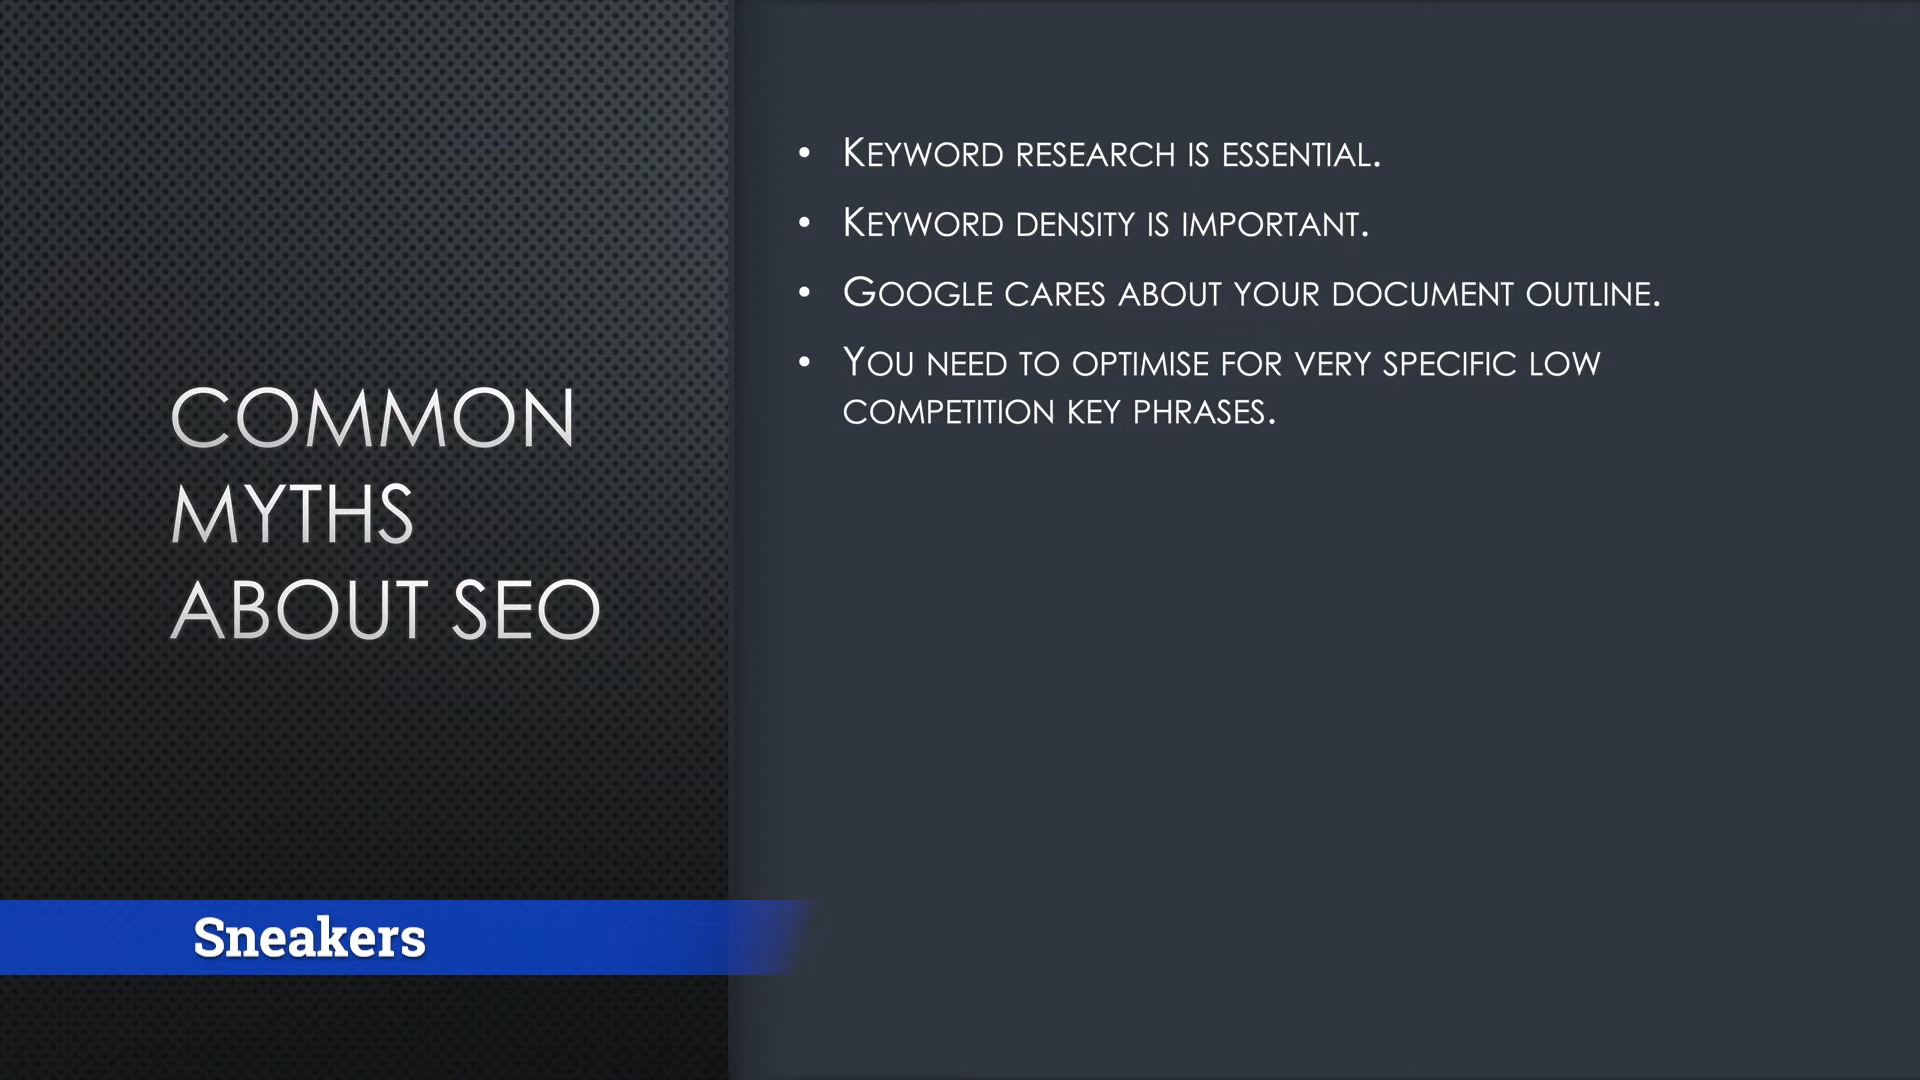 COMMON
MYTHS
ABOUT SEO
• KEYWORD RESEARCH IS ESSENTIAL.
• KEYWORD DENSITY IS IMPORTANT.
• GOOGLE CARES ABOUT YOUR DOCUMENT OUTLINE.
• YOU NEED TO OPTIMISE FOR VERY SPECIFIC LOW
COMPETITION KEY PHRASES.
Sneakers